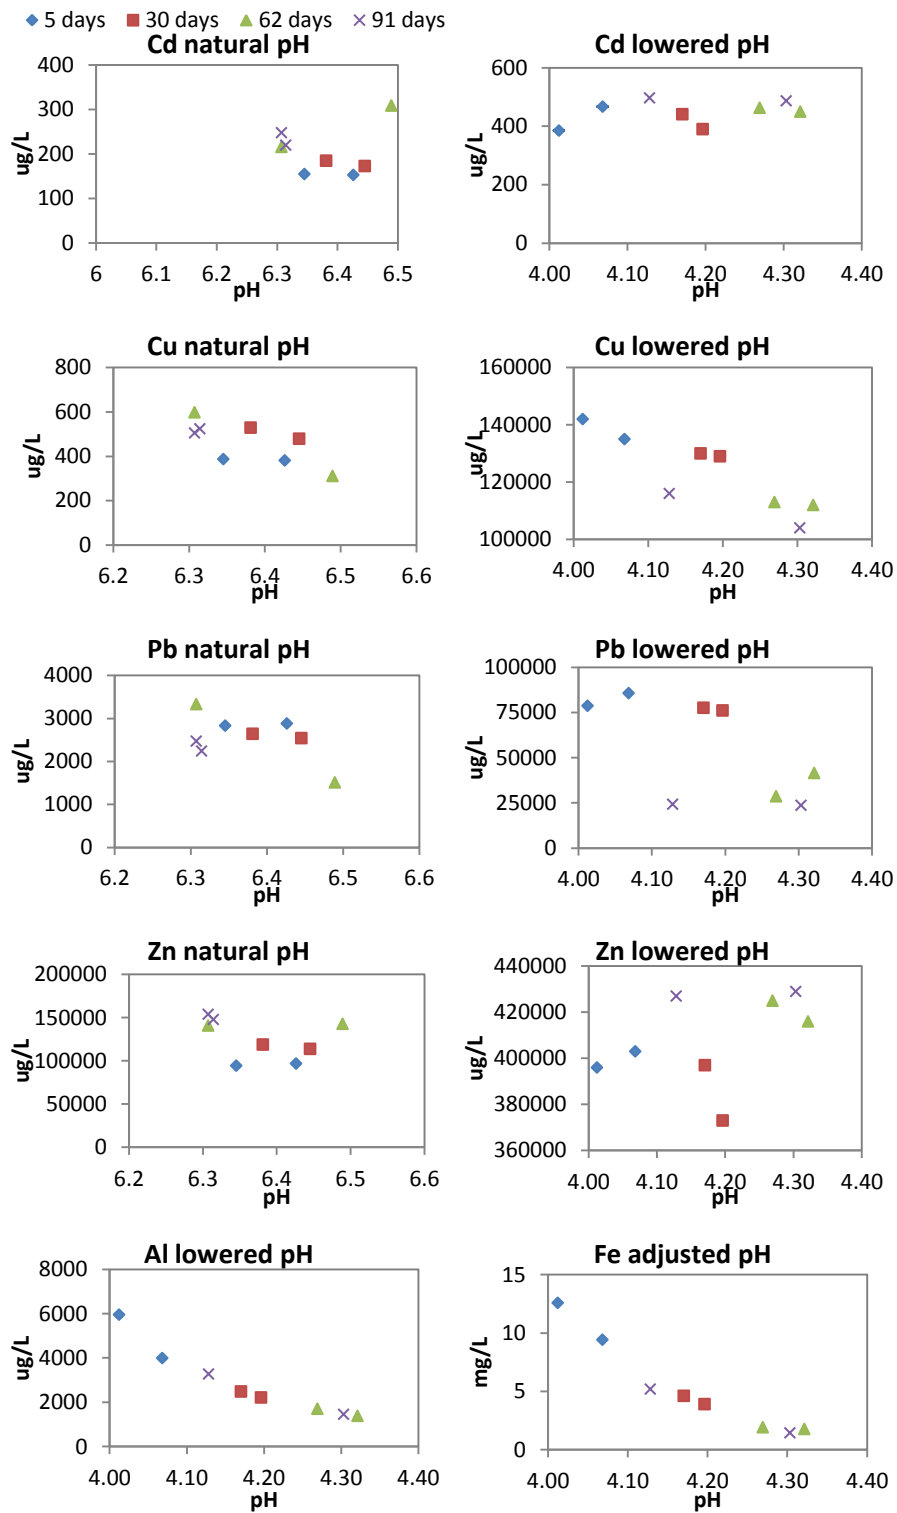 5 days 30 days 62 days 91 days
Cd natural pH
400
300
200
100
0
ug/L
6 6.1 6.2 6.3 6.4 6.5
pH
Cd lowered pH
600
400
200
0
ug/L
4.00 4.10 4.20 4.30 4.40
pH
Cu natural pH
800
600
400
200
0
ug/L
6.2 6.3 6.4 6.5 6.6
pH
Cu lowered pH
160000
140000
120000
100000
ug/L
4.00 4.10 4.20 4.30 4.40
pH
Pb natural pH
4000
3000
2000
1000
0
ug/L
6.2 6.3 6.4 6.5 6.6
pH
Pb lowered pH
100000
75000
50000
25000
0
ug/L
4.00 4.10 4.20 4.30 4.40
pH
Zn natural pH
200000
150000
100000
50000
0
ug/L
6.2 6.3 6.4 6.5 6.6
pH
Zn lowered pH
440000
420000
400000
380000
360000
ug/L
4.00 4.10 4.20 4.30 4.40
pH
Al lowered pH
8000
6000
4000
2000
0
ug/L
4.00 4.10 4.20 4.30 4.40
pH
Fe adjusted pH
15
10
5
0
mg/L
4.00 4.10 4.20 4.30 4.40
pH